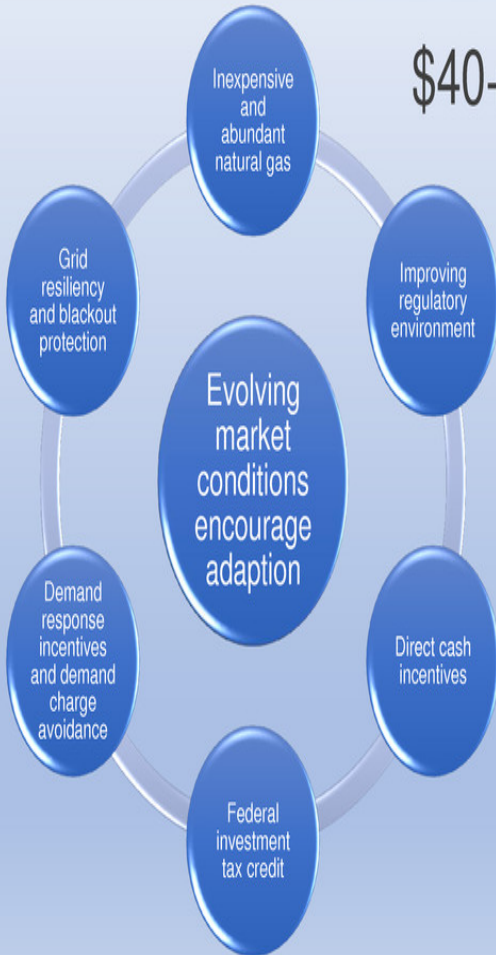 $40-
Inexpensive
and
abundant
natural gas
Improving
regulatory
environment
Direct cash
incentives
Federal
investment
tax credit
Demand
response
incentives
and demand
charge
avoidance
Grid
resiliency
and blackout
protection
Evolving
market
conditions
encourage
adaption